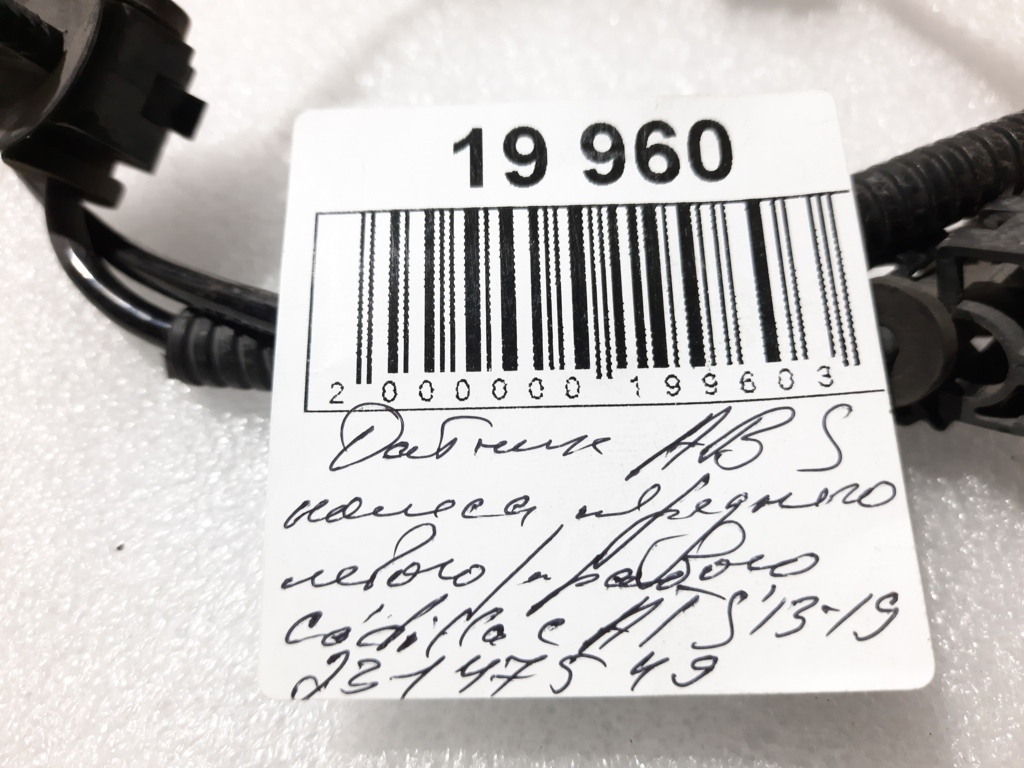 19 960
2 000000 199603
Датчик ABS
колеса переднего
левого/правого
Cadillac ATS'13-19
23147549